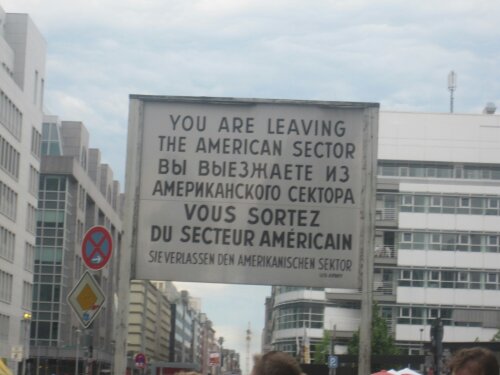 YOU ARE LEAVING
THE AMERICAN SECTOR
ВЫ ВЫЕЗЖАЕТЕ ИЗ
АМЕРИКАНСКОГО СЕКТОРА
VOUS SORTEZ
DU SECTEUR AMÉRICAIN
SIE VERLASSEN DEN AMERIKANISCHEN SEKTOR
US ARMY